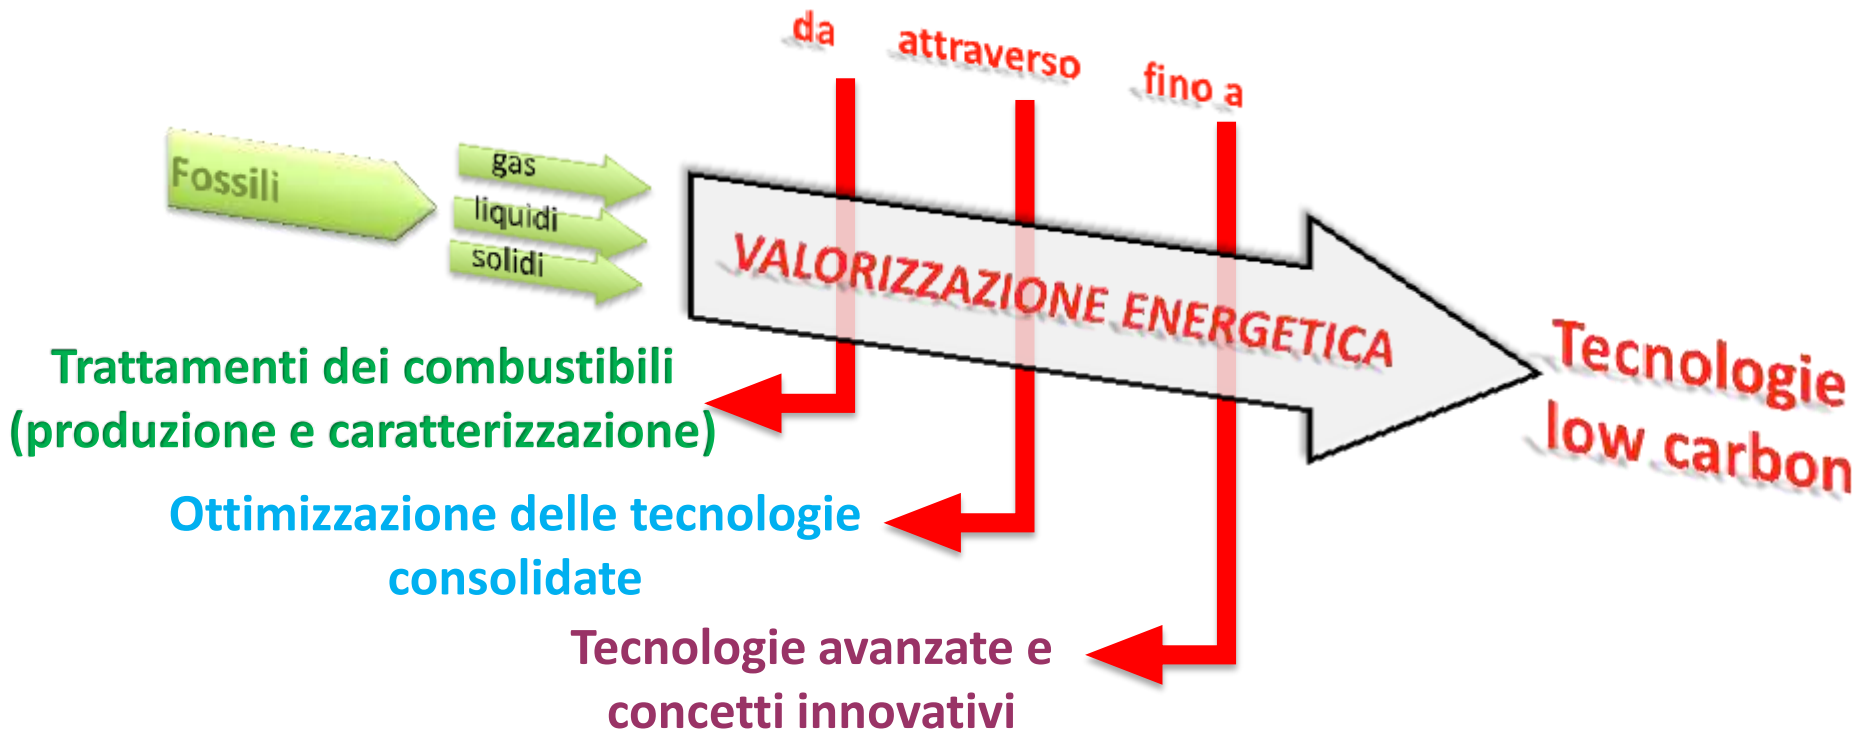 da
attraverso
fino a
Fossili
gas
liquidi
solidi
VALORIZZAZIONE ENERGETICA
Tecnologie
low carbon
Trattamenti dei combustibili
(produzione e caratterizzazione)
Ottimizzazione delle tecnologie
consolidate
Tecnologie avanzate e
concetti innovativi